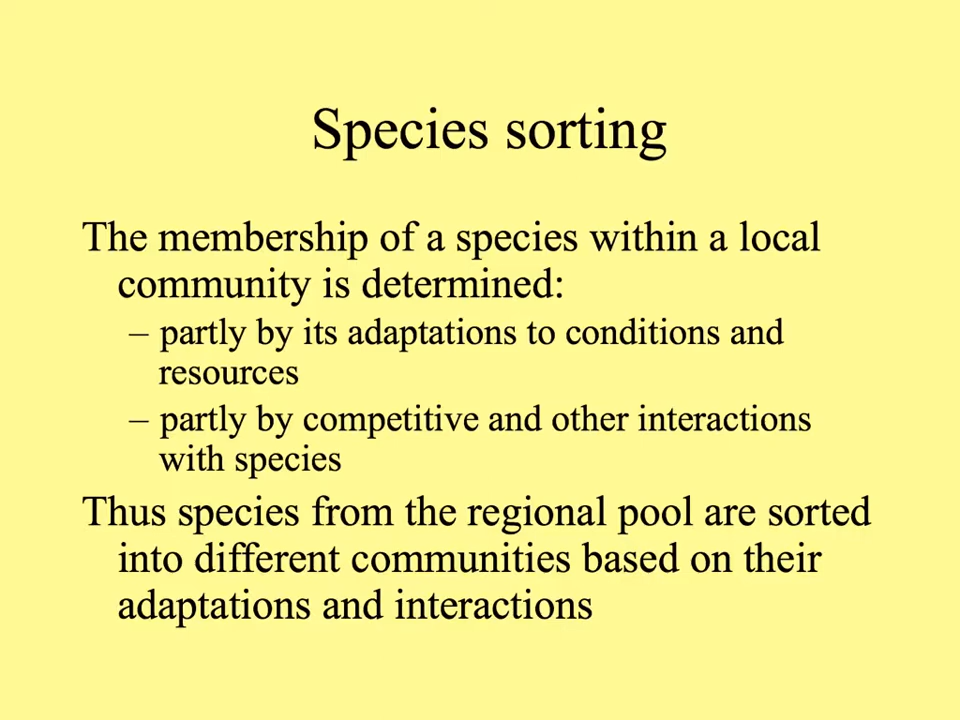 Species sorting
The membership of a species within a local
community is determined:
– partly by its adaptations to conditions and
resources
– partly by competitive and other interactions
with species
Thus species from the regional pool are sorted
into different communities based on their
adaptations and interactions